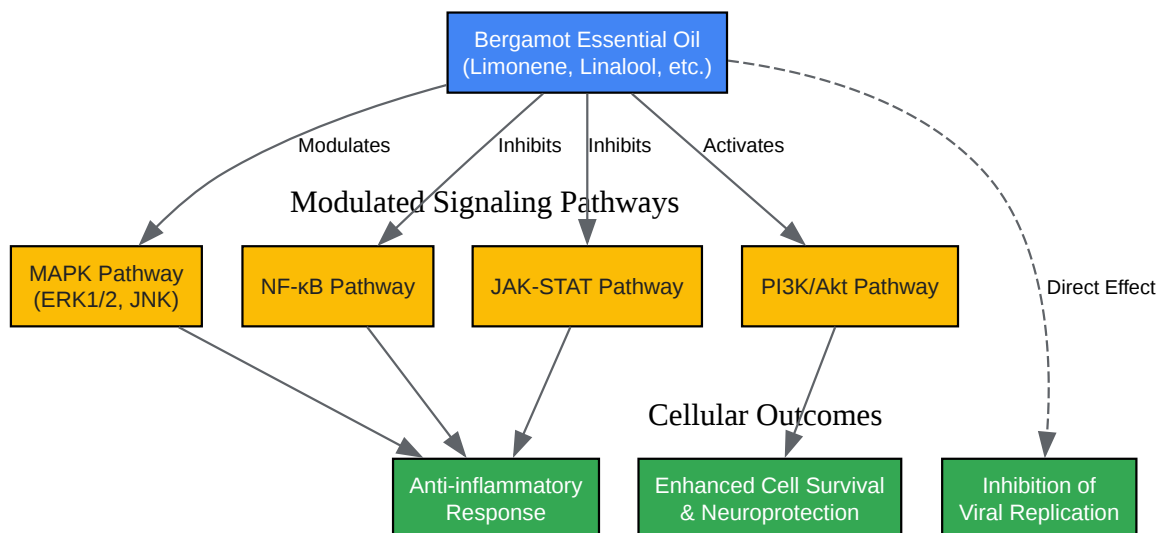 Bergamot Essential Oil
(Limonene, Linalool, etc.)
Modulates
Inhibits
Inhibits
Activates
Modulated Signaling Pathways
MAPK Pathway
(ERK1/2, JNK)
NF-κB Pathway
JAK-STAT Pathway
PI3K/Akt Pathway
Direct Effect
Cellular Outcomes
Anti-inflammatory
Response
Enhanced Cell Survival
& Neuroprotection
Inhibition of
Viral Replication